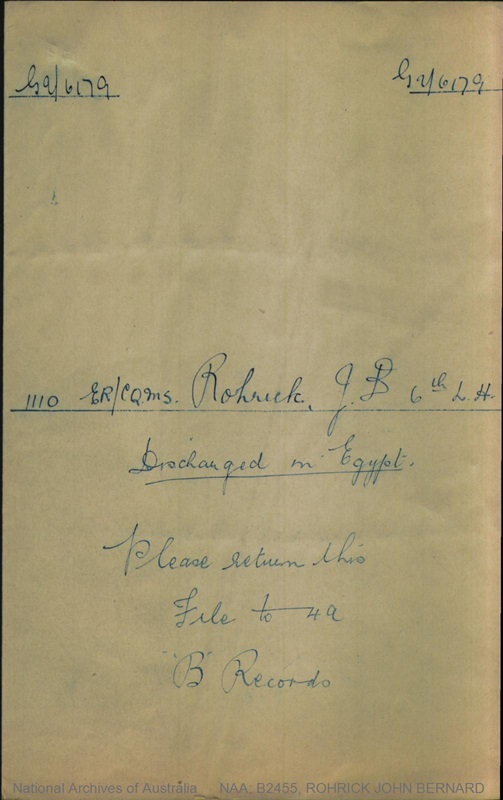 G2/6179 G2/6179
1110 ER/CQMS. Rohrick, J. B 6th L.H.
Discharged in Egypt.
Please return this
File to 4a
"B" Records
National Archives of Australia NAA: B2455, ROHRICK JOHN BERNARD